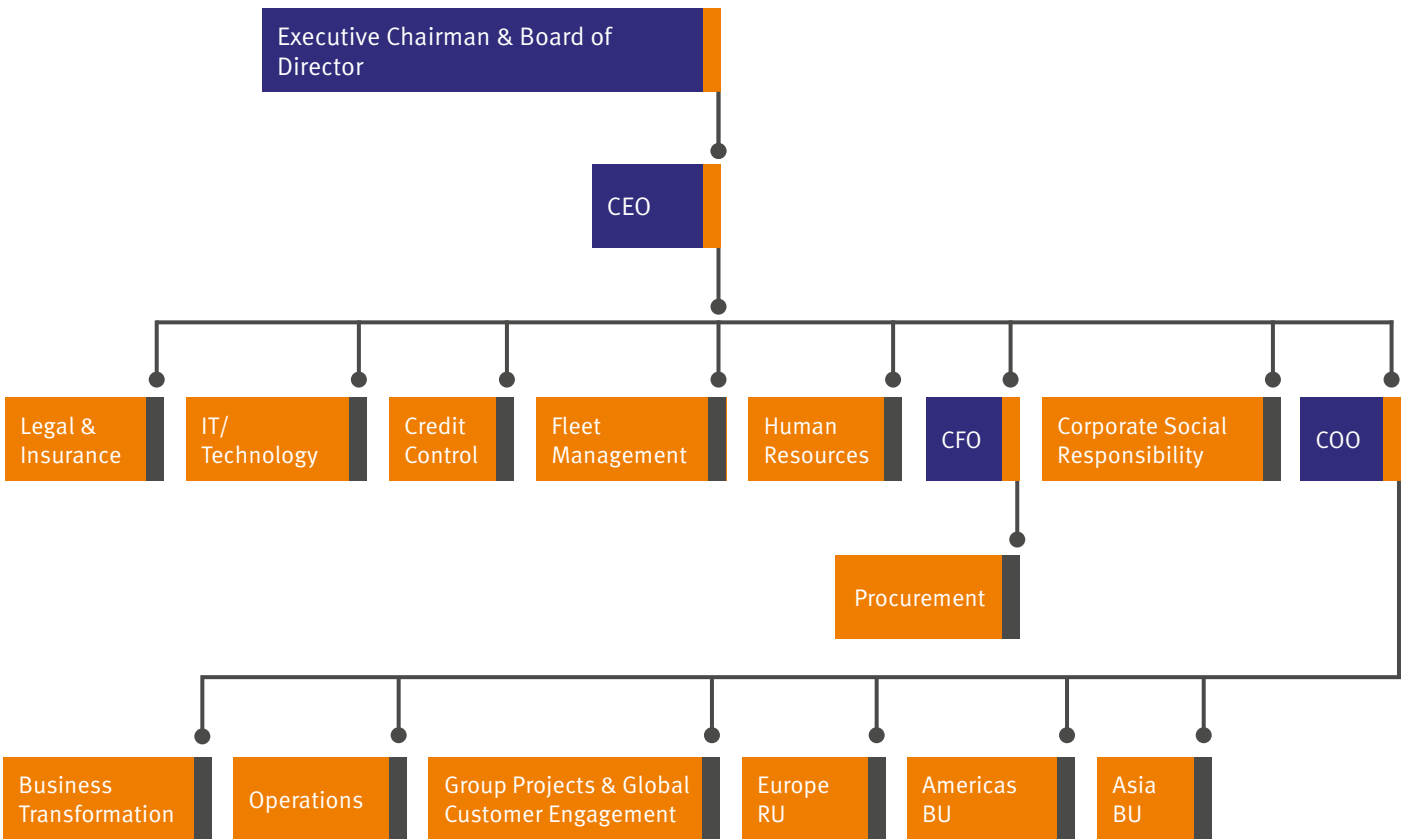 Executive Chairman & Board of
Director
CEO
Legal &
Insurance
IT/
Technology
Credit
Control
Fleet
Management
Human
Resources
CFO
Corporate Social
Responsibility
COO
Procurement
Business
Transformation
Operations
Group Projects & Global
Customer Engagement
Europe
RU
Americas
BU
Asia
BU